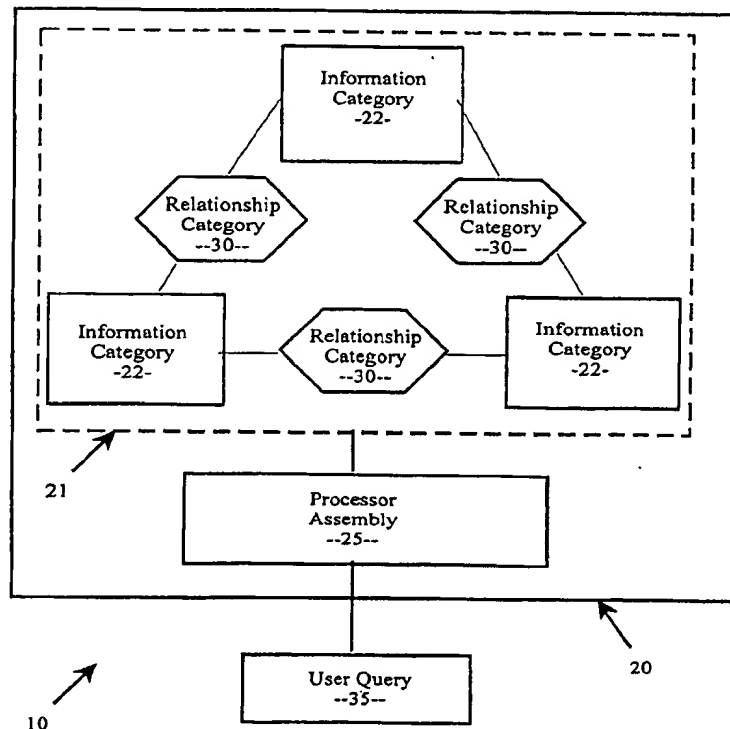 Information
Category
-22-
Relationship
Category
--30--
Relationship
Category
--30--
Information
Category
-22-
Relationship
Category
--30--
Information
Category
-22-
21
Processor
Assembly
--25--
20
User Query
--35--
10